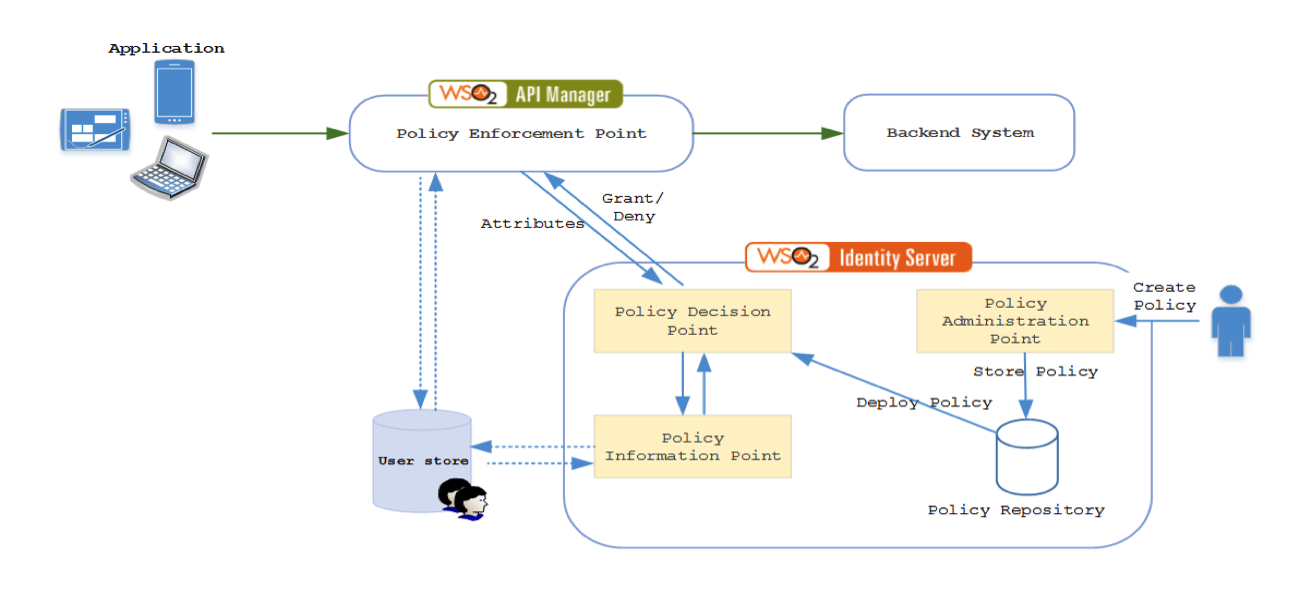 Application
WSO2 API Manager
Policy Enforcement Point
Backend System
Grant/
Deny
Attributes
WSO2 Identity Server
Create
Policy
Policy Decision
Point
Policy
Administration
Point
Store Policy
Deploy Policy
User store
Policy
Information Point
Policy Repository